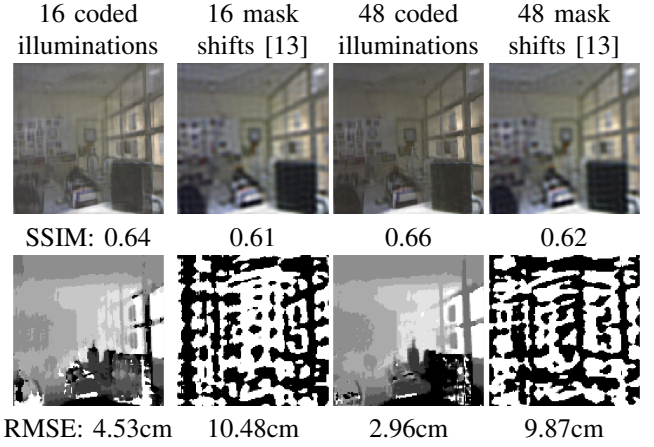 16 coded 16 mask 48 coded 48 mask
illuminations shifts [13] illuminations shifts [13]
SSIM: 0.64 0.61 0.66 0.62
RMSE: 4.53cm 10.48cm 2.96cm 9.87cm